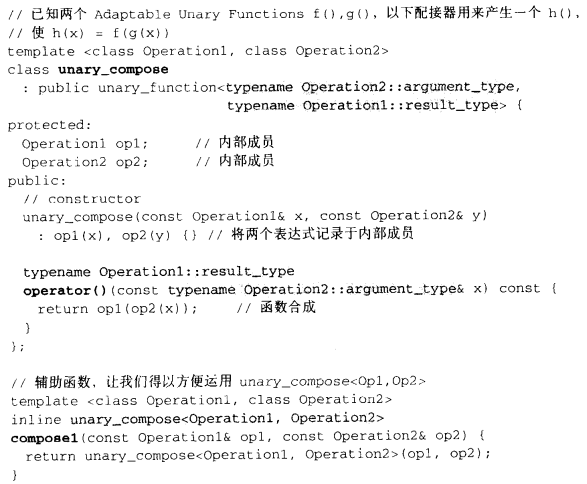 // 已知两个 Adaptable Unary Functions f(),g()，以下配接器用来产生一个 h(),
// 使 h(x) = f(g(x))
template <class Operation1, class Operation2>
class unary_compose
  : public unary_function<typename Operation2::argument_type,
                          typename Operation1::result_type> {
protected:
  Operation1 op1;      // 内部成员
  Operation2 op2;      // 内部成员
public:
  // constructor
  unary_compose(const Operation1& x, const Operation2& y)
    : op1(x), op2(y) {} // 将两个表达式记录于内部成员
  typename Operation1::result_type
  operator()(const typename Operation2::argument_type& x) const {
    return op1(op2(x));     // 函数合成
  }
};
// 辅助函数，让我们得以方便运用 unary_compose<Op1,Op2>
template <class Operation1, class Operation2>
inline unary_compose<Operation1, Operation2>
compose1(const Operation1& op1, const Operation2& op2) {
  return unary_compose<Operation1, Operation2>(op1, op2);
}